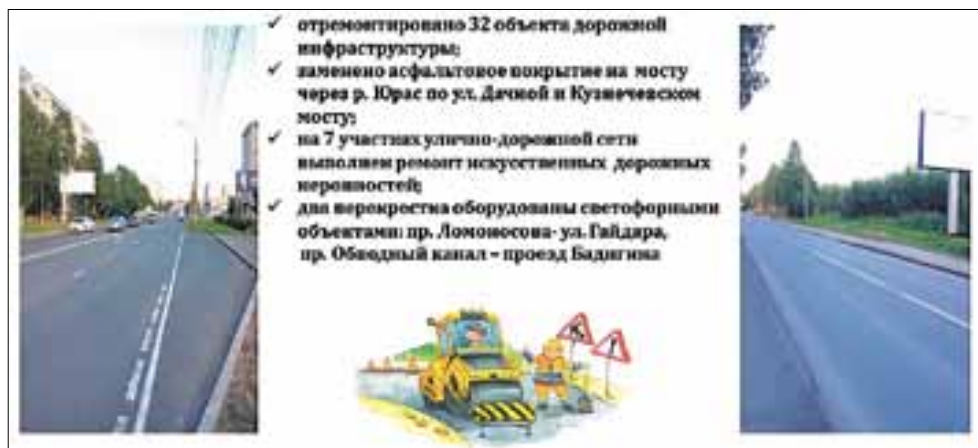 ✓ отремонтировано 32 объекта дорожной
инфраструктуры;
✓ заменено асфальтовое покрытие на мосту
через р. Юрас по ул. Дачной и Кузнечевском
мосту;
✓ на 7 участках улично-дорожной сети
выполнен ремонт искусственных дорожных
неровностей;
✓ два перекрестка оборудованы светофорными
объектами: пр. Ломоносова- ул. Гайдара,
пр. Обводный канал – проезд Бадигина